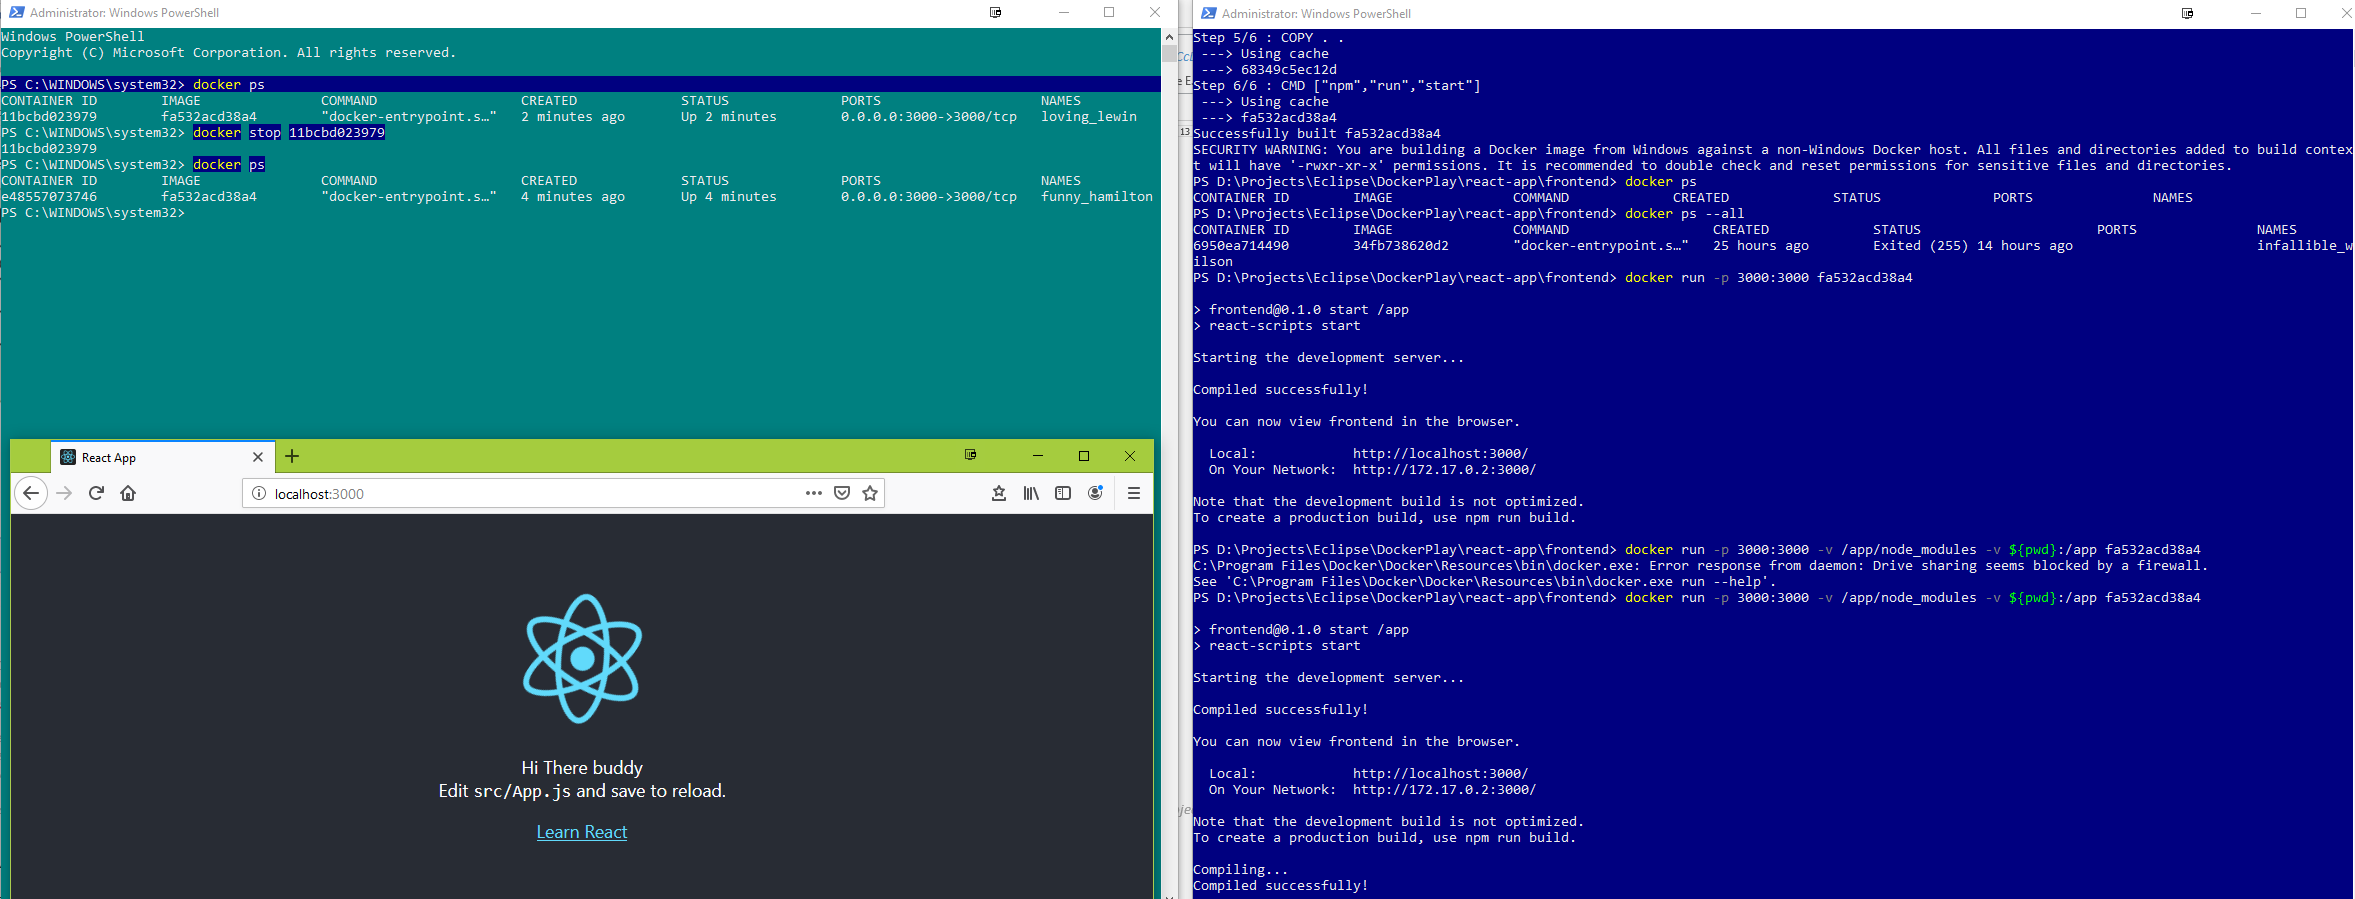 Administrator: Windows PowerShell
Windows PowerShell
Copyright (C) Microsoft Corporation. All rights reserved.
PS C:\WINDOWS\system32> docker ps
CONTAINER ID IMAGE COMMAND CREATED STATUS PORTS NAMES
11bcbd023979 fa532acd38a4 "docker-entrypoint.s…" 2 minutes ago Up 2 minutes 0.0.0.0:3000->3000/tcp loving_lewin
PS C:\WINDOWS\system32> docker stop 11bcbd023979
11bcbd023979
PS C:\WINDOWS\system32> docker ps
CONTAINER ID IMAGE COMMAND CREATED STATUS PORTS NAMES
e48557073746 fa532acd38a4 "docker-entrypoint.s…" 4 minutes ago Up 4 minutes 0.0.0.0:3000->3000/tcp funny_hamilton
PS C:\WINDOWS\system32>
React App
localhost:3000
Hi There buddy
Edit src/App.js and save to reload.
Learn React
13
Administrator: Windows PowerShell
Step 5/6 : COPY . .
---> Using cache
---> 68349c5ec12d
Step 6/6 : CMD ["npm","run","start"]
---> Using cache
---> fa532acd38a4
Successfully built fa532acd38a4
SECURITY WARNING: You are building a Docker image from Windows against a non-Windows Docker host. All files and directories added to build contex
t will have '-rwxr-xr-x' permissions. It is recommended to double check and reset permissions for sensitive files and directories.
PS D:\Projects\Eclipse\DockerPlay\react-app\frontend> docker ps
CONTAINER ID IMAGE COMMAND CREATED STATUS PORTS NAMES
PS D:\Projects\Eclipse\DockerPlay\react-app\frontend> docker ps --all
CONTAINER ID IMAGE COMMAND CREATED STATUS PORTS NAMES
6950ea714490 34fb738620d2 "docker-entrypoint.s…" 25 hours ago Exited (255) 14 hours ago infallible_w
ilson
PS D:\Projects\Eclipse\DockerPlay\react-app\frontend> docker run -p 3000:3000 fa532acd38a4
> frontend@0.1.0 start /app
> react-scripts start
Starting the development server...
Compiled successfully!
You can now view frontend in the browser.
Local: http://localhost:3000/
On Your Network: http://172.17.0.2:3000/
Note that the development build is not optimized.
To create a production build, use npm run build.
PS D:\Projects\Eclipse\DockerPlay\react-app\frontend> docker run -p 3000:3000 -v /app/node_modules -v ${pwd}:/app fa532acd38a4
C:\Program Files\Docker\Docker\Resources\bin\docker.exe: Error response from daemon: Drive sharing seems blocked by a firewall.
See 'C:\Program Files\Docker\Docker\Resources\bin\docker.exe run --help'.
PS D:\Projects\Eclipse\DockerPlay\react-app\frontend> docker run -p 3000:3000 -v /app/node_modules -v ${pwd}:/app fa532acd38a4
> frontend@0.1.0 start /app
> react-scripts start
Starting the development server...
Compiled successfully!
You can now view frontend in the browser.
Local: http://localhost:3000/
On Your Network: http://172.17.0.2:3000/
Note that the development build is not optimized.
To create a production build, use npm run build.
Compiling...
Compiled successfully!